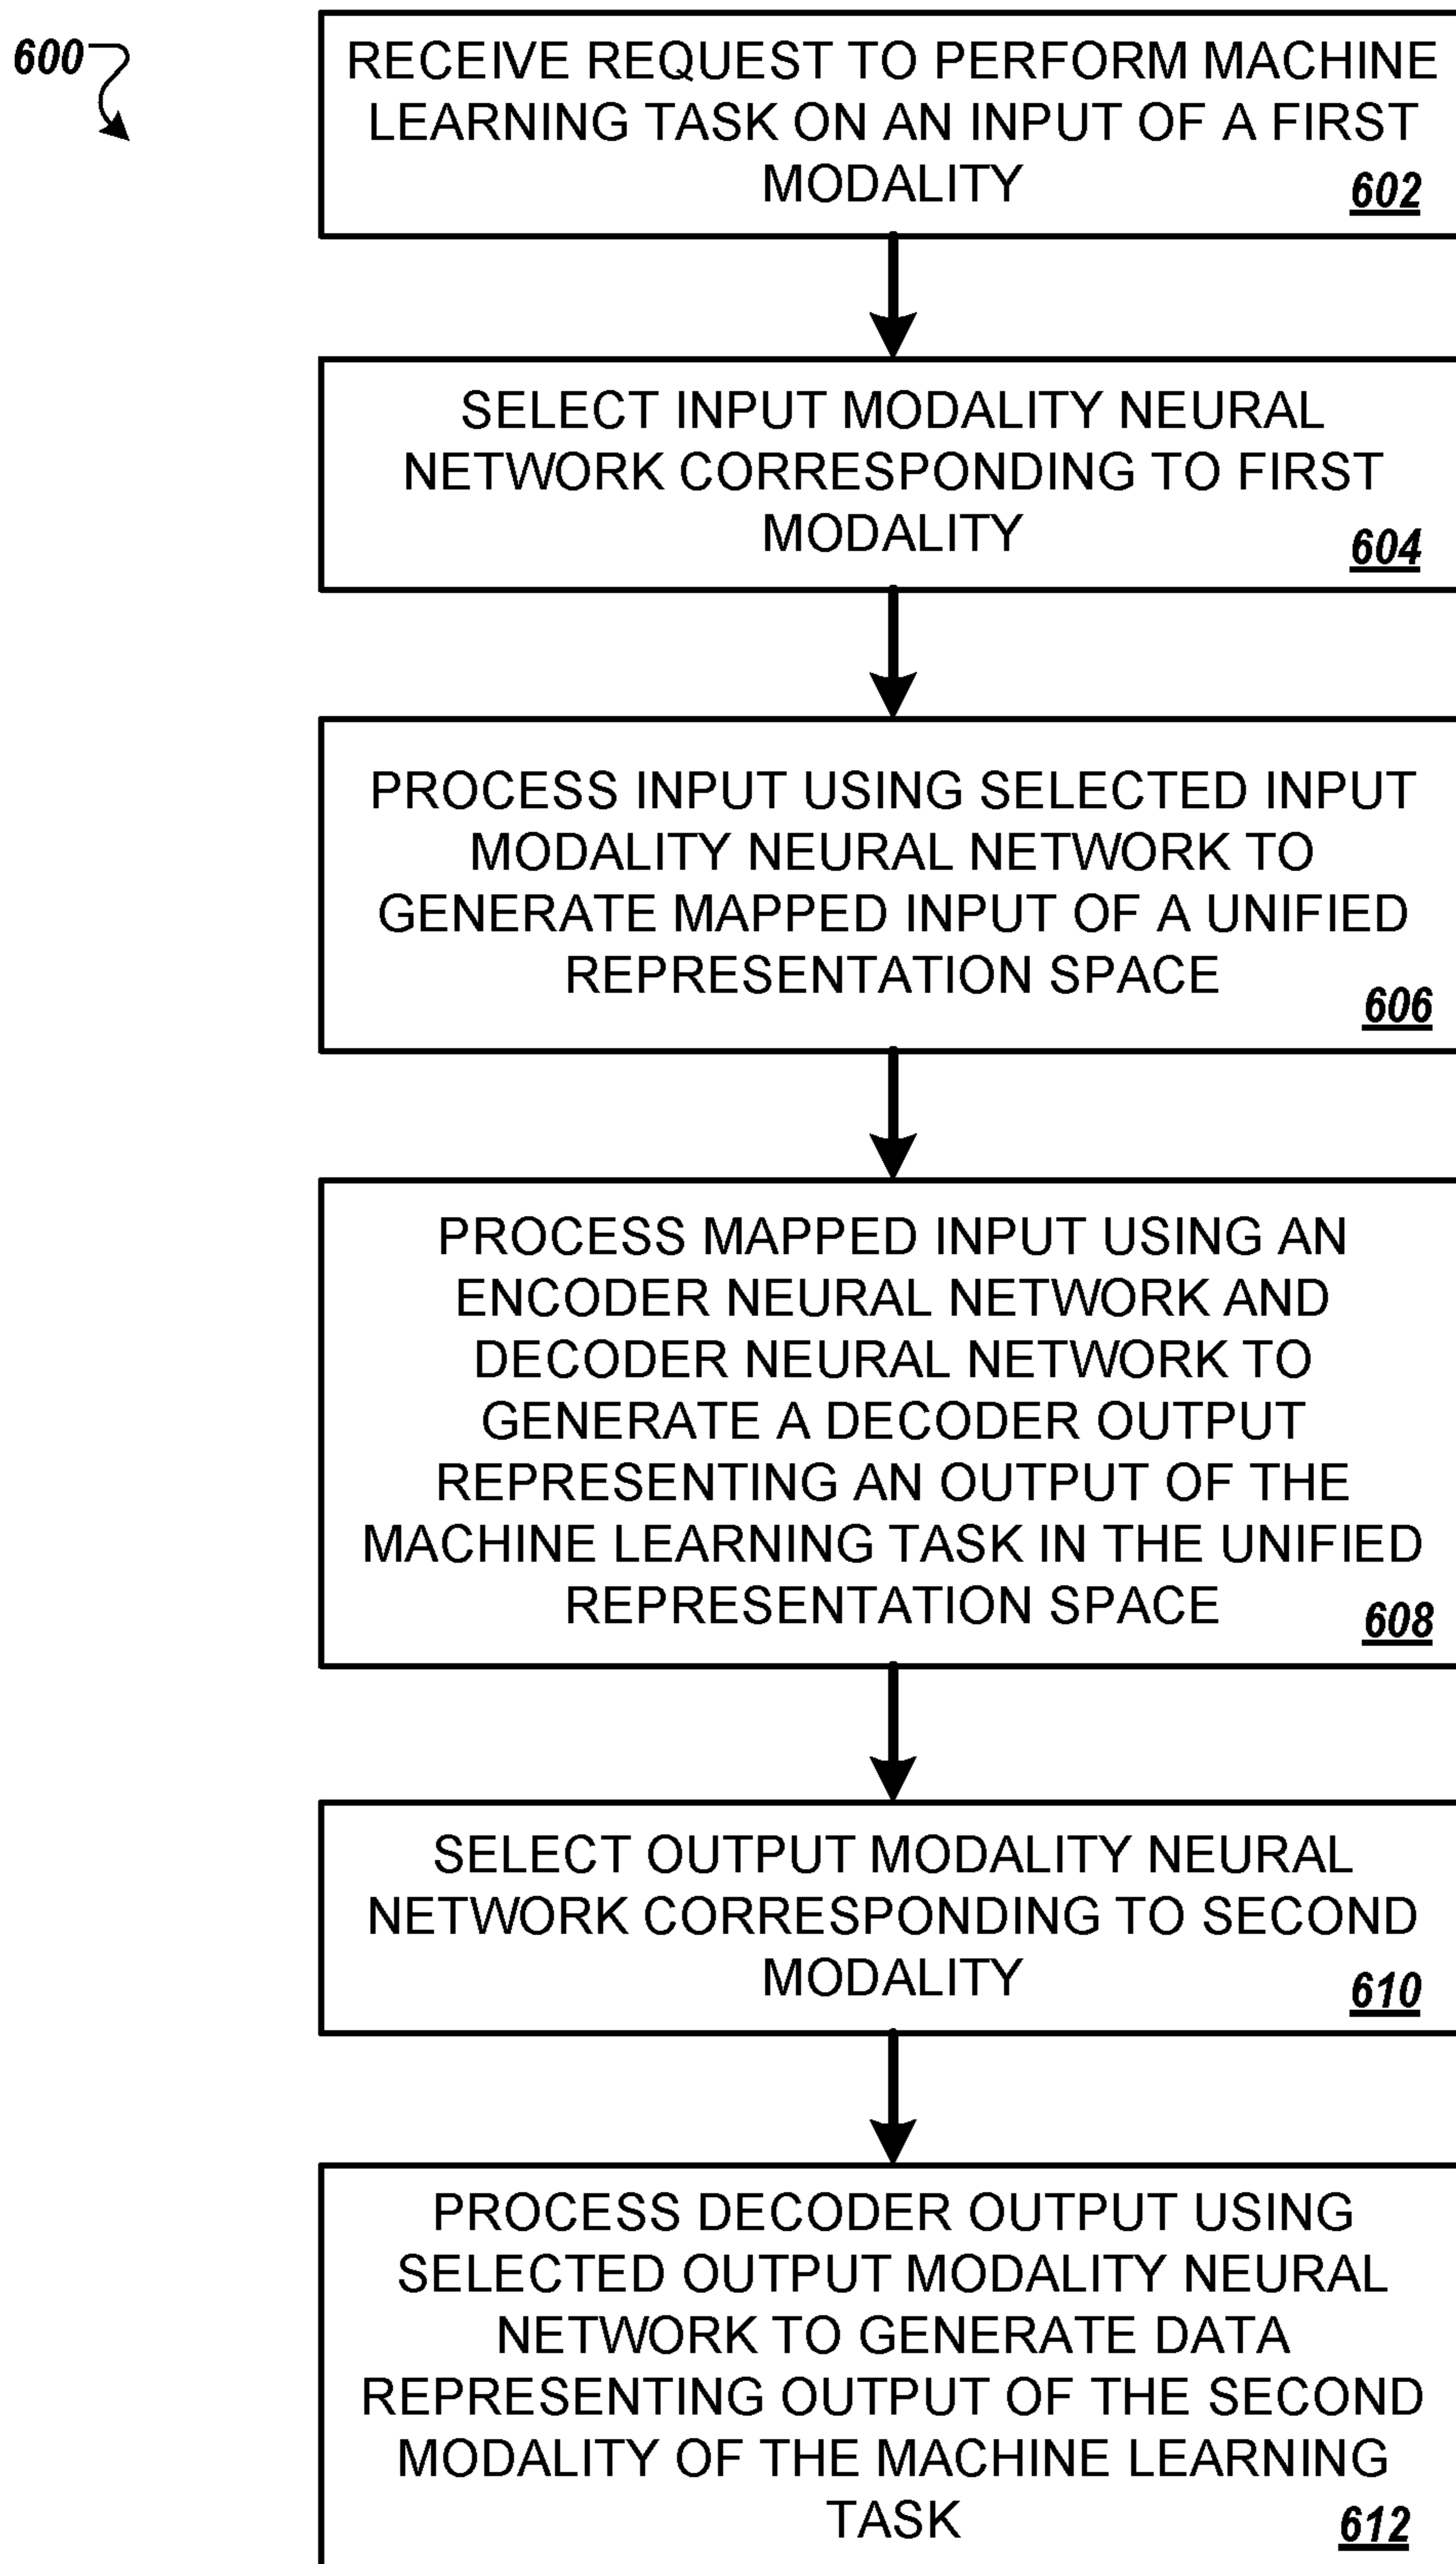 600
RECEIVE REQUEST TO PERFORM MACHINE
LEARNING TASK ON AN INPUT OF A FIRST
MODALITY
602
SELECT INPUT MODALITY NEURAL
NETWORK CORRESPONDING TO FIRST
MODALITY
604
PROCESS INPUT USING SELECTED INPUT
MODALITY NEURAL NETWORK TO
GENERATE MAPPED INPUT OF A UNIFIED
REPRESENTATION SPACE
606
PROCESS MAPPED INPUT USING AN
ENCODER NEURAL NETWORK AND
DECODER NEURAL NETWORK TO
GENERATE A DECODER OUTPUT
REPRESENTING AN OUTPUT OF THE
MACHINE LEARNING TASK IN THE UNIFIED
REPRESENTATION SPACE
608
SELECT OUTPUT MODALITY NEURAL
NETWORK CORRESPONDING TO SECOND
MODALITY
610
PROCESS DECODER OUTPUT USING
SELECTED OUTPUT MODALITY NEURAL
NETWORK TO GENERATE DATA
REPRESENTING OUTPUT OF THE SECOND
MODALITY OF THE MACHINE LEARNING
TASK
612